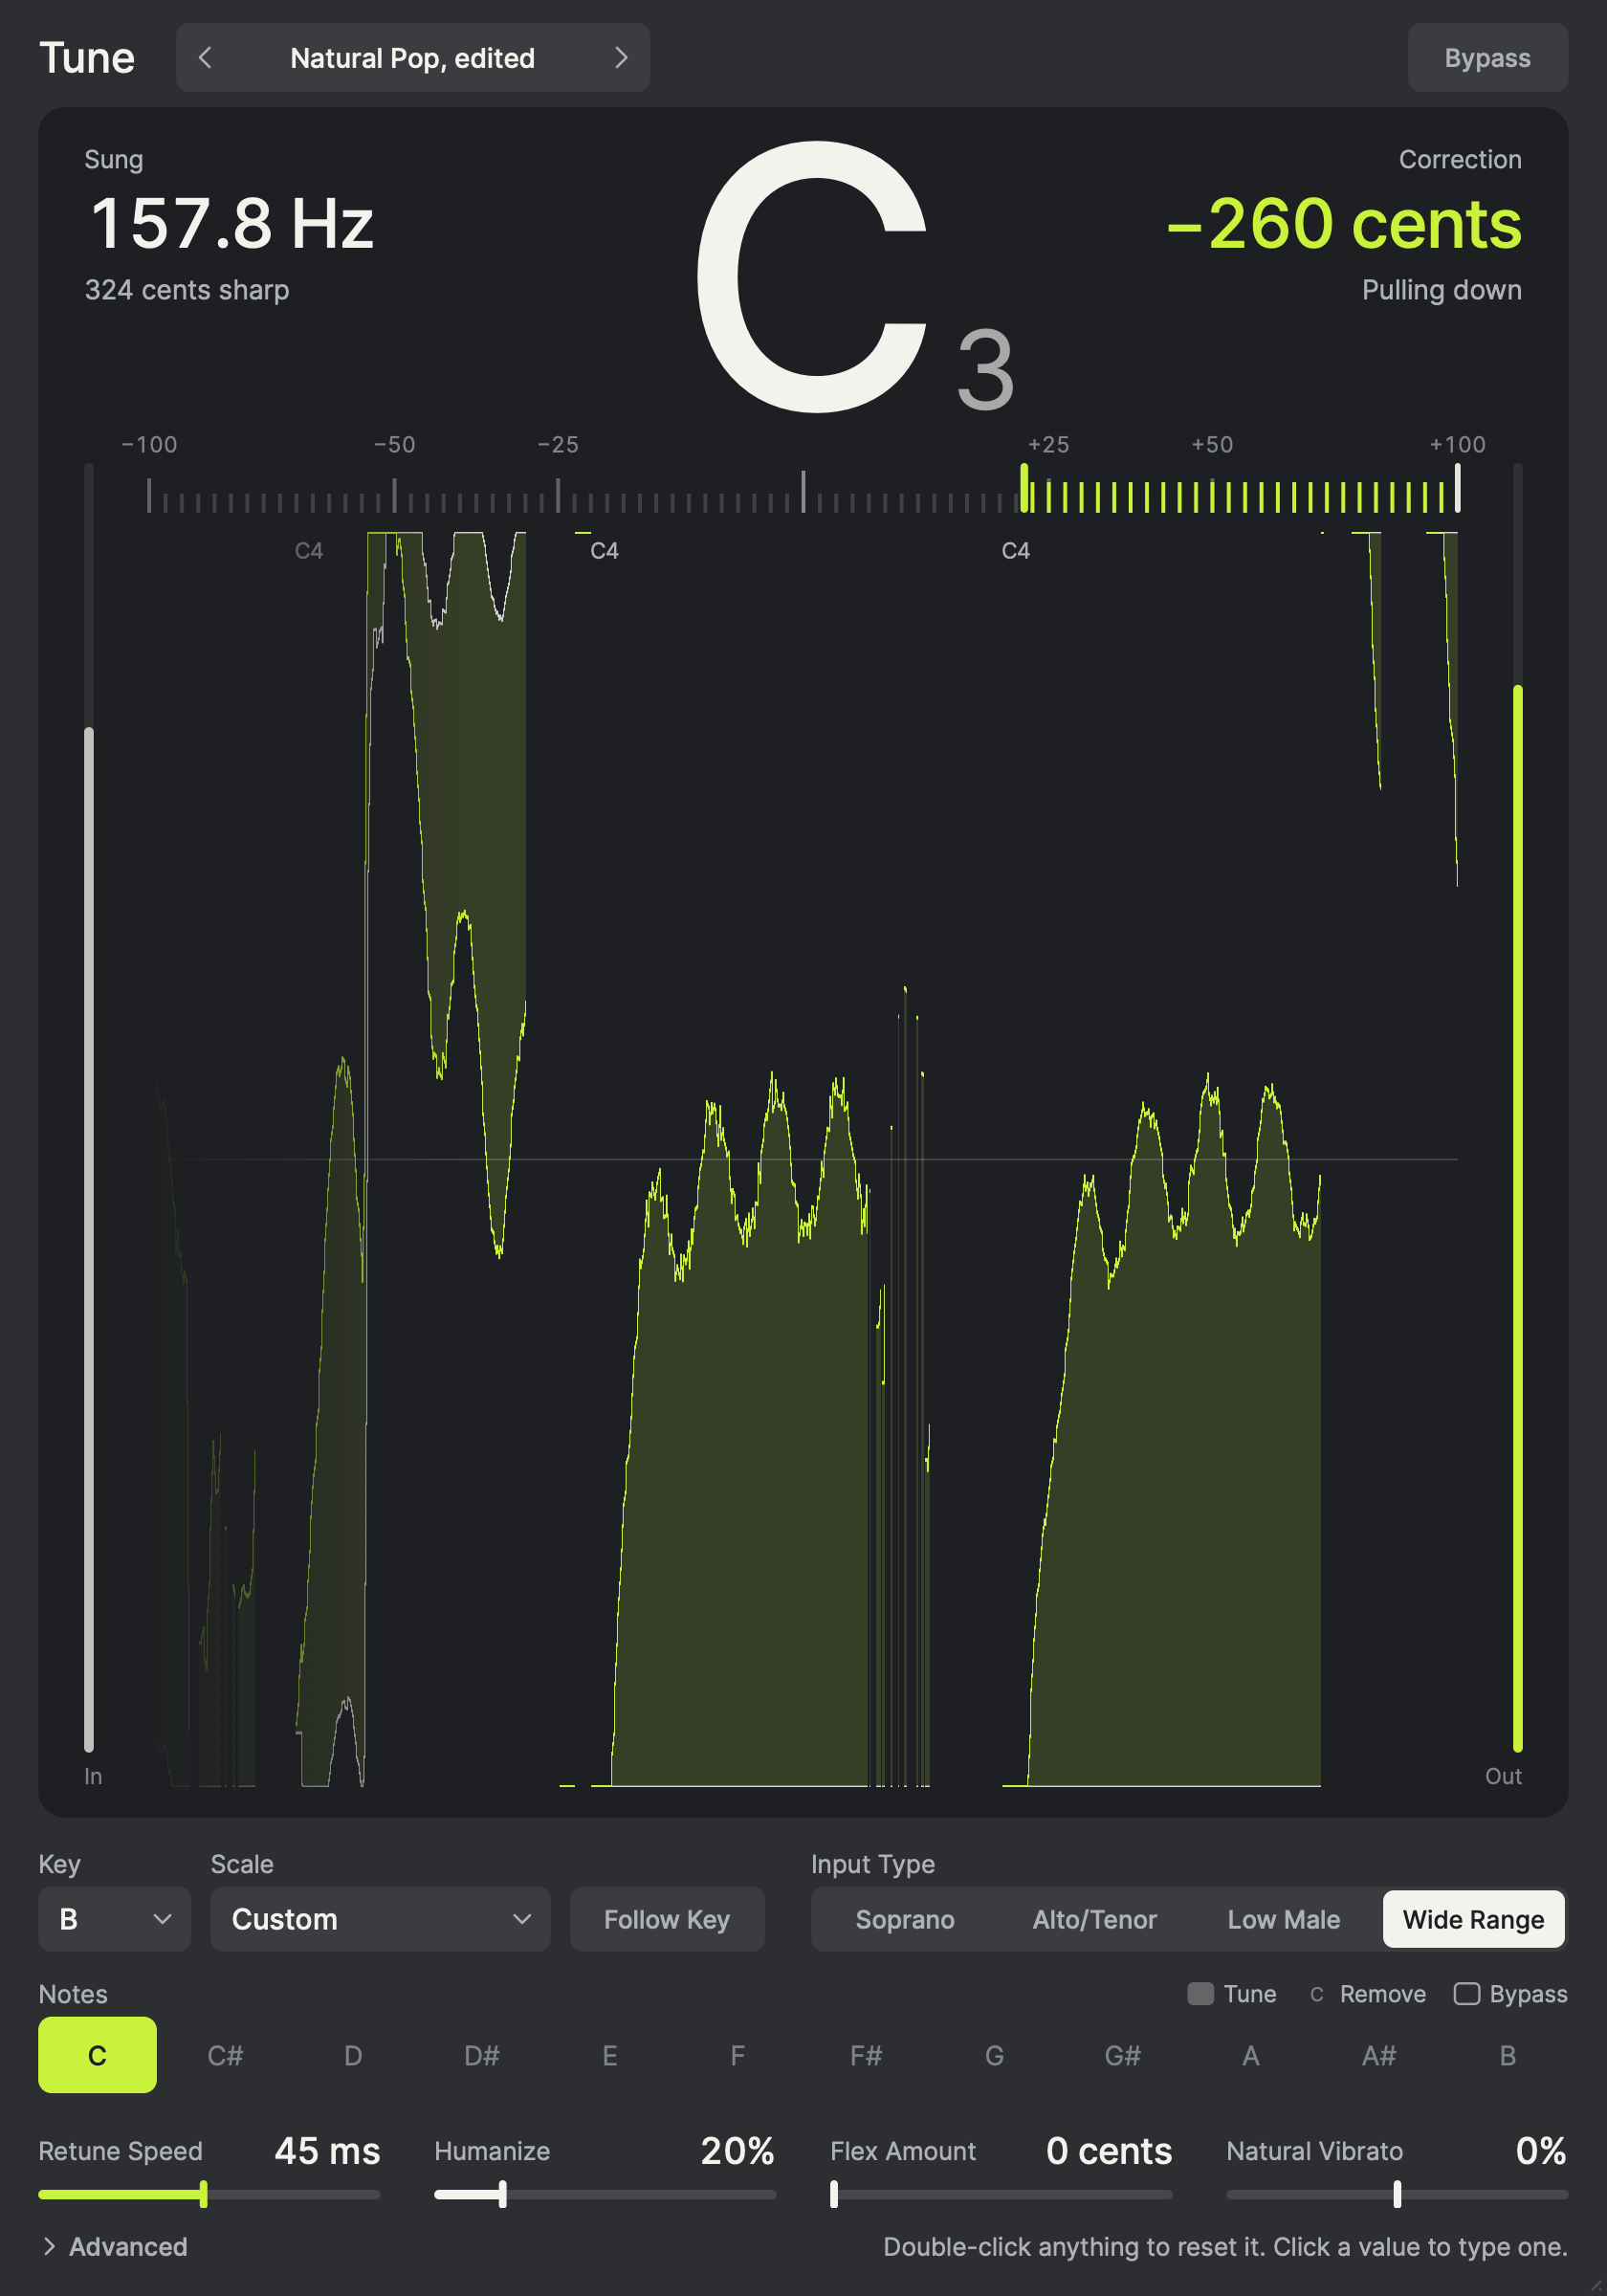 Tune
Natural Pop, edited
Bypass
Sung
157.8 Hz
324 cents sharp
C 3
Correction
−260 cents
Pulling down
−100 −50 −25 +25 +50 +100
C4 C4 C4
In
Out
Key
B
Scale
Custom
Follow Key
Input Type
Soprano Alto/Tenor Low Male Wide Range
Notes
Tune C Remove Bypass
C C# D D# E F F# G G# A A# B
Retune Speed 45 ms
Humanize 20%
Flex Amount 0 cents
Natural Vibrato 0%
Advanced
Double-click anything to reset it. Click a value to type one.